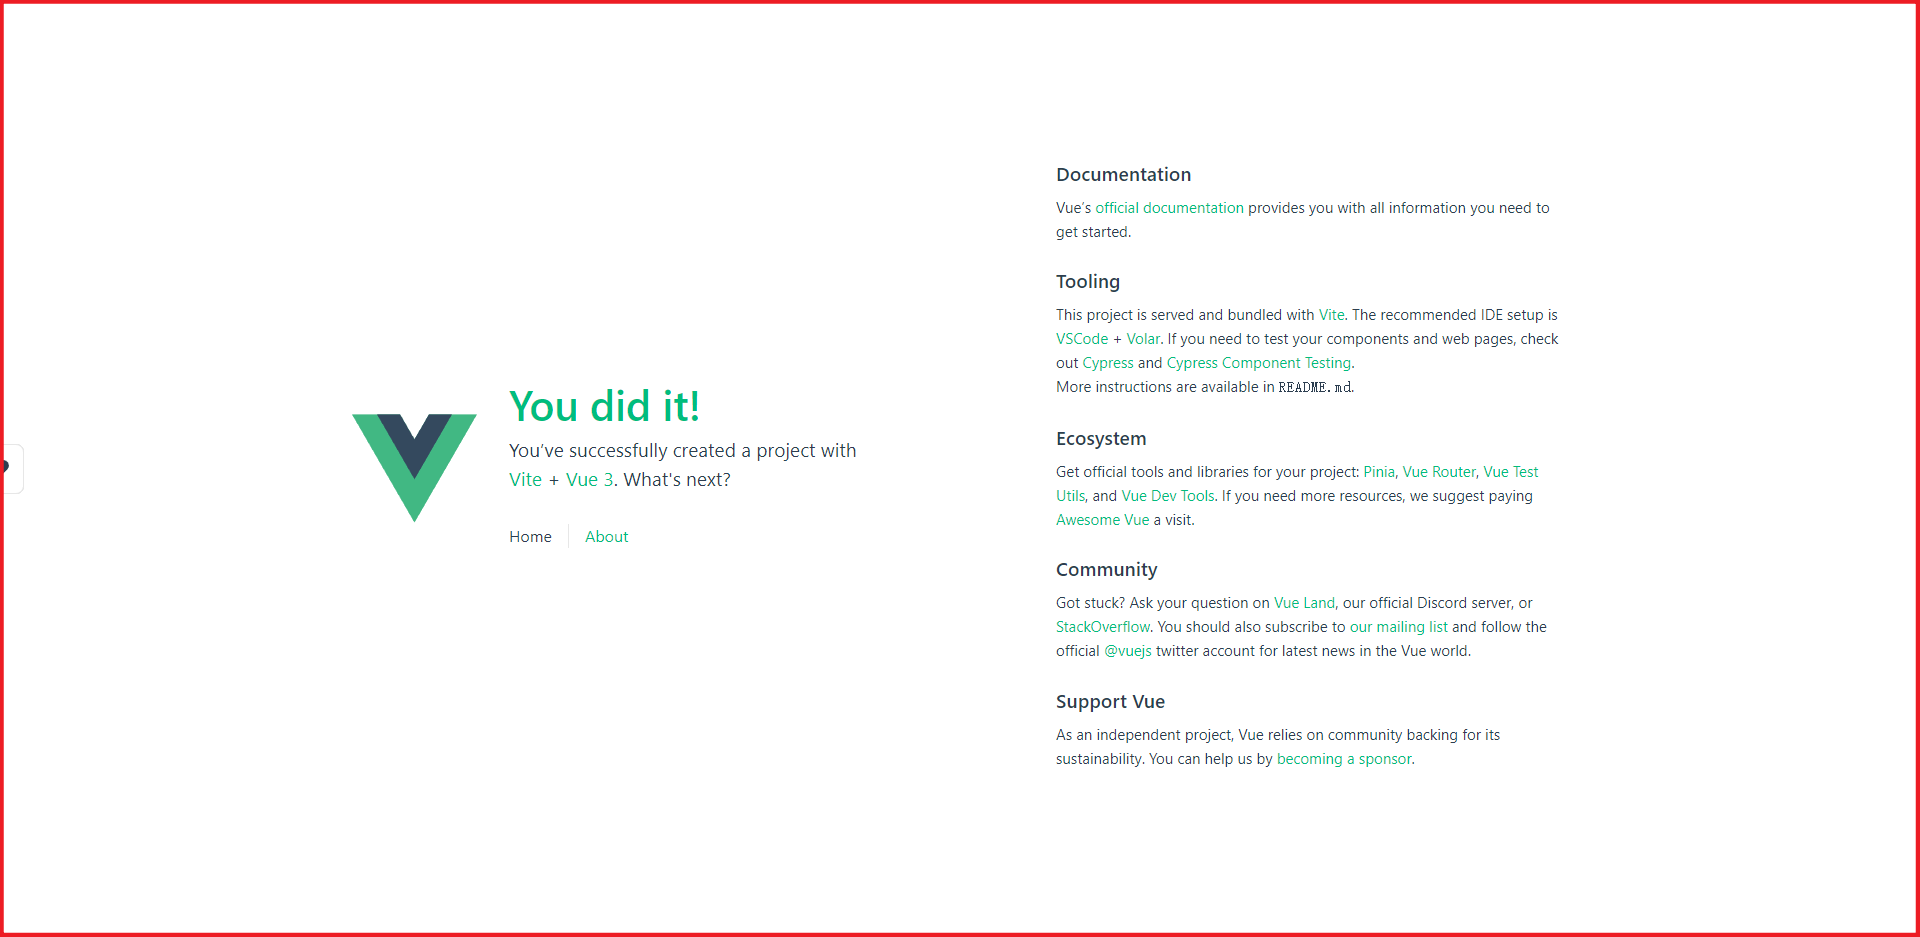 You did it!
You’ve successfully created a project with
Vite + Vue 3. What's next?
Home
About
Documentation
Vue’s official documentation provides you with all information you need to
get started.
Tooling
This project is served and bundled with Vite. The recommended IDE setup is
VSCode + Volar. If you need to test your components and web pages, check
out Cypress and Cypress Component Testing.
More instructions are available in README.md.
Ecosystem
Get official tools and libraries for your project: Pinia, Vue Router, Vue Test
Utils, and Vue Dev Tools. If you need more resources, we suggest paying
Awesome Vue a visit.
Community
Got stuck? Ask your question on Vue Land, our official Discord server, or
StackOverflow. You should also subscribe to our mailing list and follow the
official @vuejs twitter account for latest news in the Vue world.
Support Vue
As an independent project, Vue relies on community backing for its
sustainability. You can help us by becoming a sponsor.